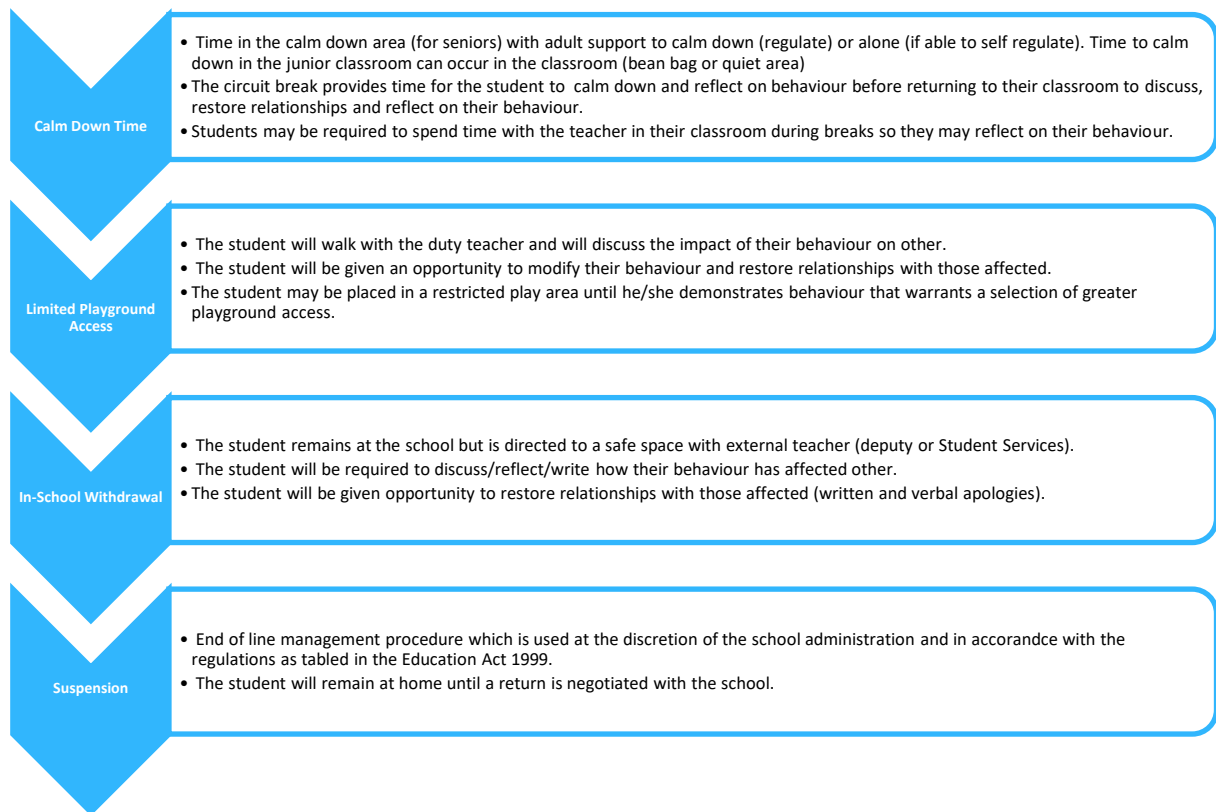 Calm Down Time
• Time in the calm down area (for seniors) with adult support to calm down (regulate) or alone (if able to self regulate). Time to calm
down in the junior classroom can occur in the classroom (bean bag or quiet area)
• The circuit break provides time for the student to calm down and reflect on behaviour before returning to their classroom to discuss,
restore relationships and reflect on their behaviour.
• Students may be required to spend time with the teacher in their classroom during breaks so they may reflect on their behaviour.
Limited Playground
Access
• The student will walk with the duty teacher and will discuss the impact of their behaviour on other.
• The student will be given an opportunity to modify their behaviour and restore relationships with those affected.
• The student may be placed in a restricted play area until he/she demonstrates behaviour that warrants a selection of greater
playground access.
In-School Withdrawal
• The student remains at the school but is directed to a safe space with external teacher (deputy or Student Services).
• The student will be required to discuss/reflect/write how their behaviour has affected other.
• The student will be given opportunity to restore relationships with those affected (written and verbal apologies).
Suspension
• End of line management procedure which is used at the discretion of the school administration and in accorandce with the
regulations as tabled in the Education Act 1999.
• The student will remain at home until a return is negotiated with the school.